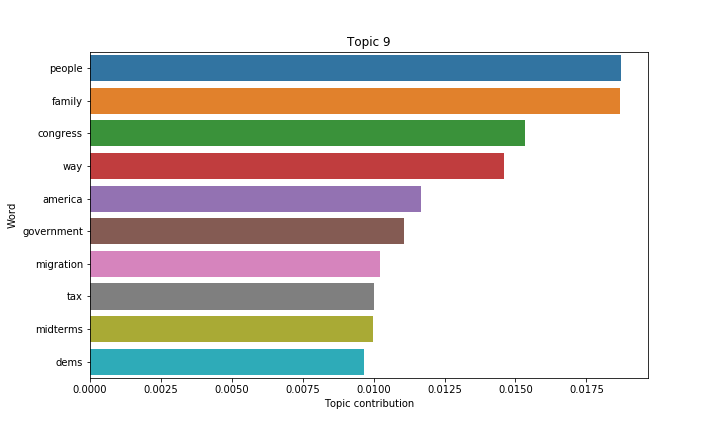 Topic 9
Word
people
family
congress
way
america
government
migration
tax
midterms
dems
0.0000 0.0025 0.0050 0.0075 0.0100 0.0125 0.0150 0.0175
Topic contribution